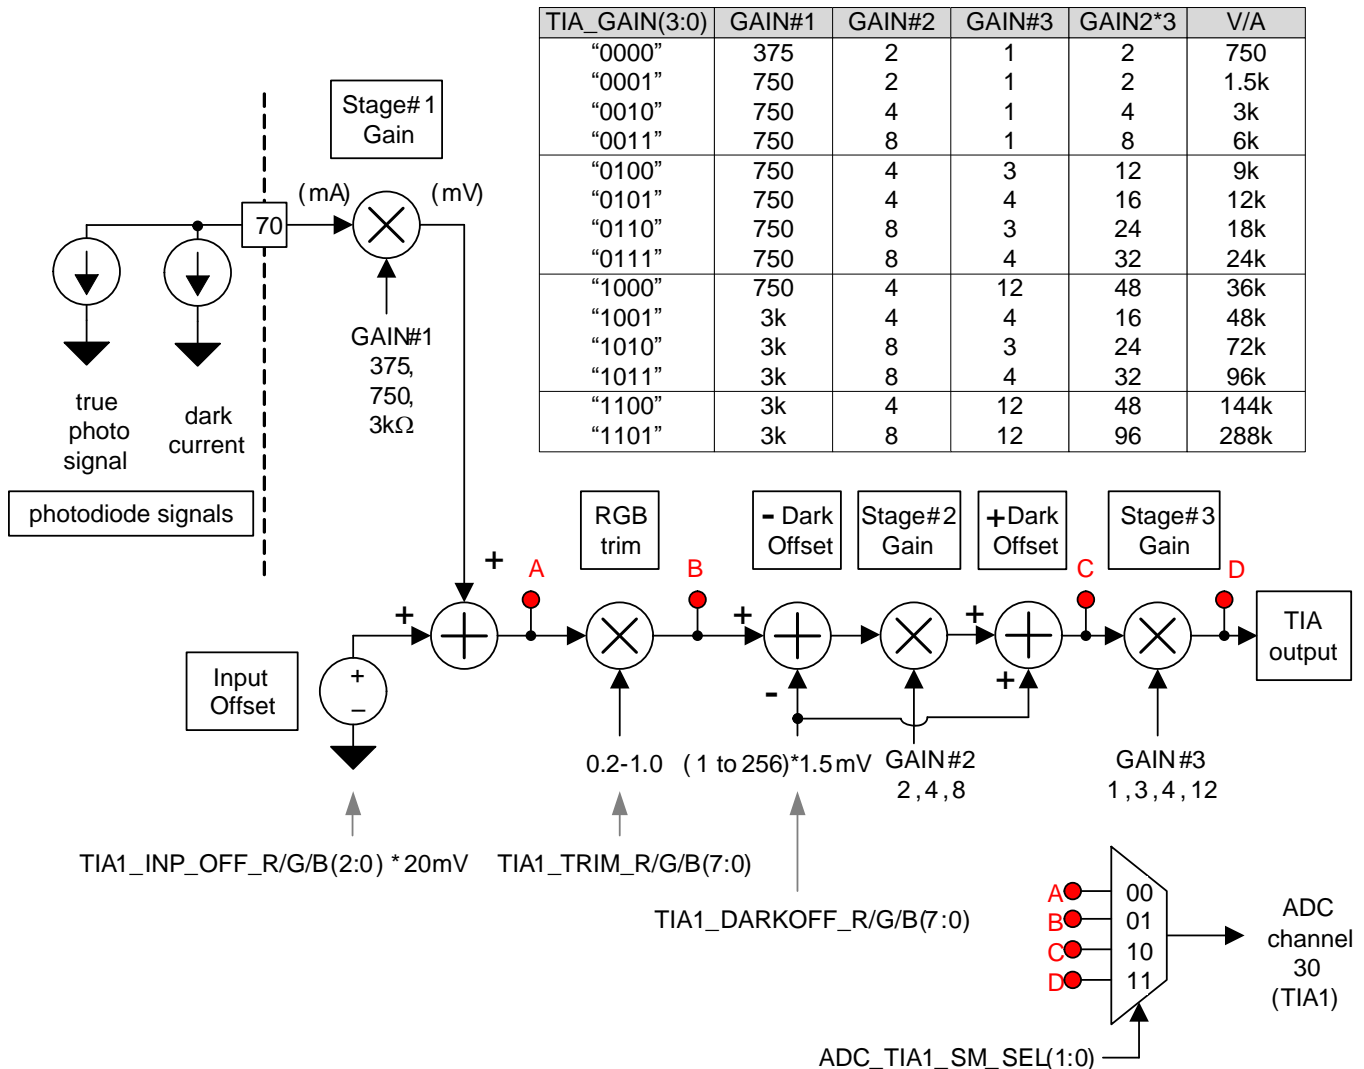 TIA_GAIN(3:0) GAIN#1 GAIN#2 GAIN#3 GAIN2*3 V/A
“0000” 375 2 1 2 750
“0001” 750 2 1 2 1.5k
“0010” 750 4 1 4 3k
“0011” 750 8 1 8 6k
“0100” 750 4 3 12 9k
“0101” 750 4 4 16 12k
“0110” 750 8 3 24 18k
“0111” 750 8 4 32 24k
“1000” 750 4 12 48 36k
“1001” 3k 4 4 16 48k
“1010” 3k 8 3 24 72k
“1011” 3k 8 4 32 96k
“1100” 3k 4 12 48 144k
“1101” 3k 8 12 96 288k
Stage#1
Gain
(mA)
(mV)
70
GAIN#1
375,
750,
3kΩ
true
photo
signal
dark
current
photodiode signals
RGB
trim
- Dark
Offset
Stage#2
Gain
+Dark
Offset
Stage#3
Gain
+
A
B
C
D
+
+
+
+
-
+
TIA
output
Input
Offset
+
−
0.2-1.0
(1 to 256)*1.5mV
GAIN#2
2,4,8
GAIN#3
1,3,4,12
TIA1_INP_OFF_R/G/B(2:0) *20mV
TIA1_TRIM_R/G/B(7:0)
TIA1_DARKOFF_R/G/B(7:0)
A 00
B 01
C 10
D 11
ADC
channel
30
(TIA1)
ADC_TIA1_SM_SEL(1:0)